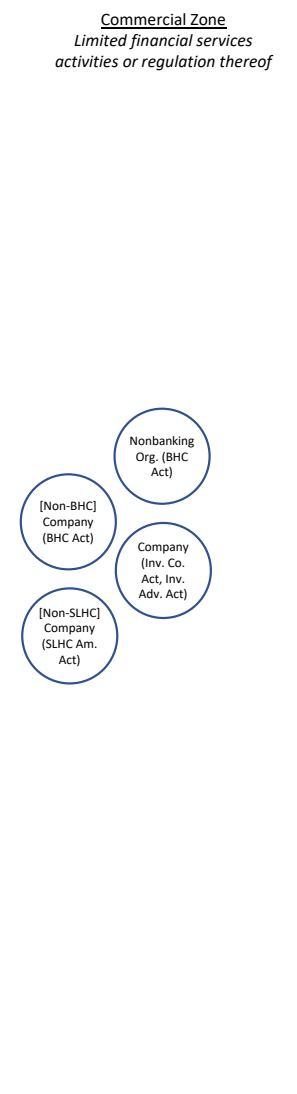 Commercial Zone
Limited financial services
activities or regulation thereof
Nonbanking
Org. (BHC
Act)
[Non-BHC]
Company
(BHC Act)
Company
(Inv. Co.
Act, Inv.
Adv. Act)
[Non-SLHC]
Company
(SLHC Am.
Act)